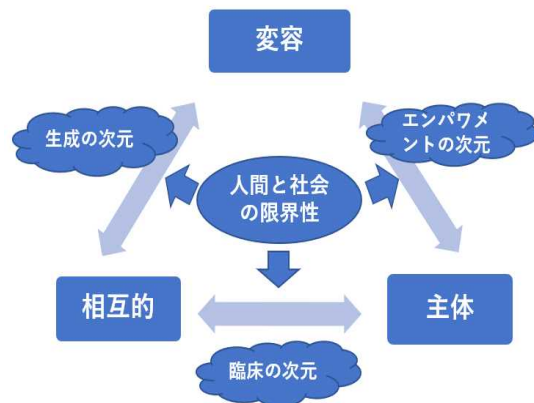 変容
生成の次元
エンパワメ
ントの次元
人間と社会
の限界性
相互的
主体
臨床の次元